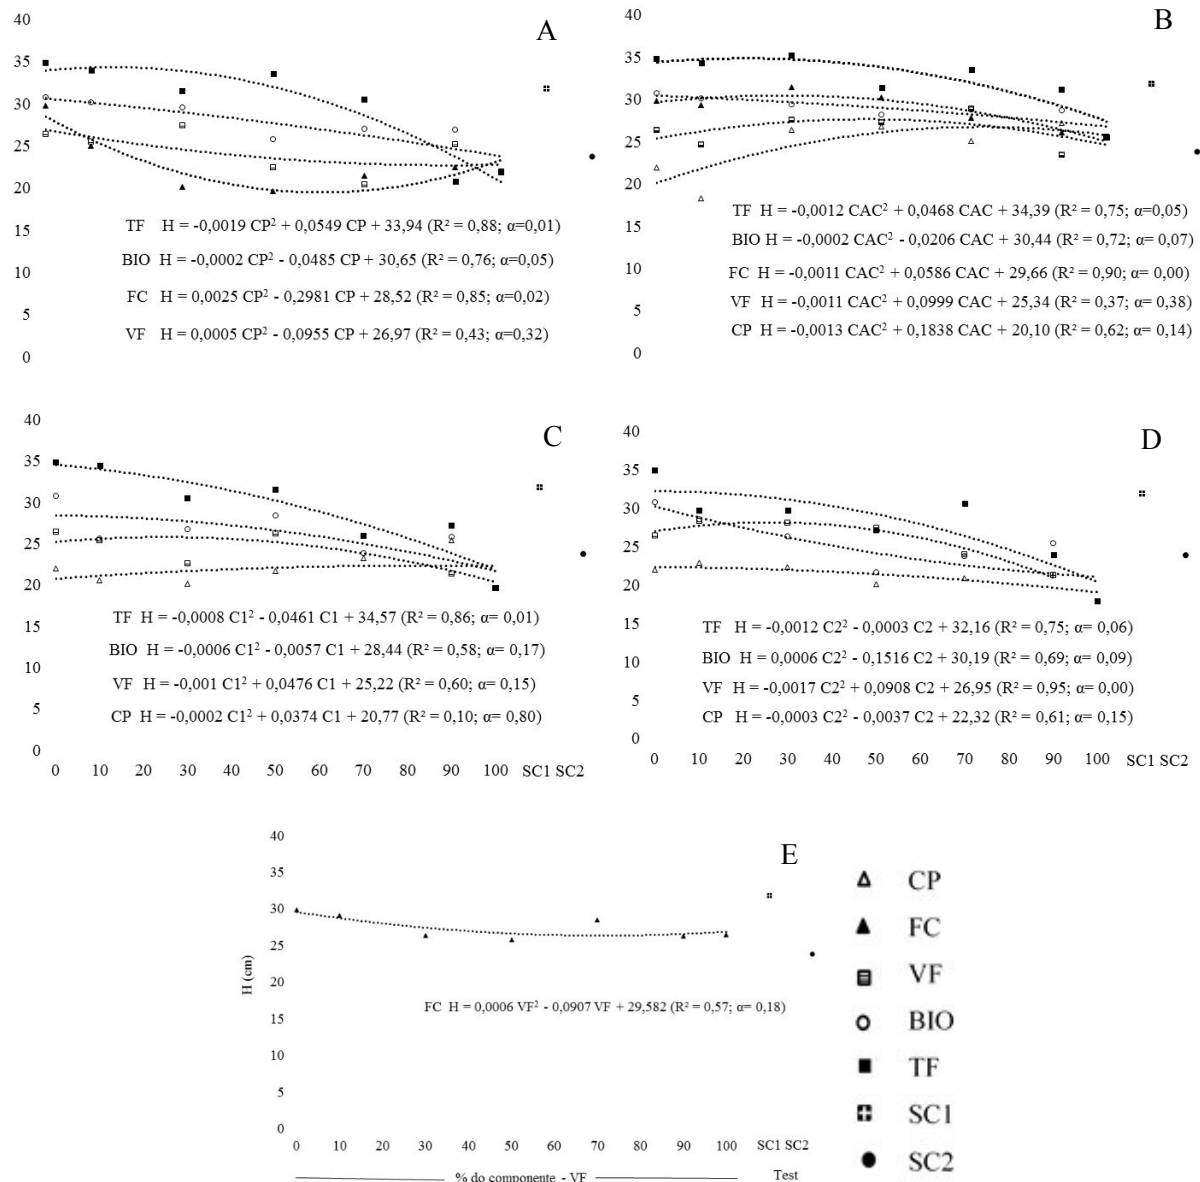 A
40
35
30
25
20
15
10
5
0
TF H = -0,0019 CP² + 0,0549 CP + 33,94 (R² = 0,88; α=0,01)
BIO H = -0,0002 CP² - 0,0485 CP + 30,65 (R² = 0,76; α=0,05)
FC H = 0,0025 CP² - 0,2981 CP + 28,52 (R² = 0,85; α=0,02)
VF H = 0,0005 CP² - 0,0955 CP + 26,97 (R² = 0,43; α=0,32)
B
40
35
30
25
20
15
10
5
0
TF H = -0,0012 CAC² + 0,0468 CAC + 34,39 (R² = 0,75; α=0,05)
BIO H = -0,0002 CAC² - 0,0206 CAC + 30,44 (R² = 0,72; α= 0,07)
FC H = -0,0011 CAC² + 0,0586 CAC + 29,66 (R² = 0,90; α= 0,00)
VF H = -0,0011 CAC² + 0,0999 CAC + 25,34 (R² = 0,37; α= 0,38)
CP H = -0,0013 CAC² + 0,1838 CAC + 20,10 (R² = 0,62; α= 0,14)
C
40
35
30
25
20
15
10
5
0
TF H = -0,0008 C1² - 0,0461 C1 + 34,57 (R² = 0,86; α= 0,01)
BIO H = -0,0006 C1² - 0,0057 C1 + 28,44 (R² = 0,58; α= 0,17)
VF H = -0,001 C1² + 0,0476 C1 + 25,22 (R² = 0,60; α= 0,15)
CP H = -0,0002 C1² + 0,0374 C1 + 20,77 (R² = 0,10; α= 0,80)
0 10 20 30 40 50 60 70 80 90 100 SC1 SC2
D
40
35
30
25
20
15
10
5
0
TF H = -0,0012 C2² - 0,0003 C2 + 32,16 (R² = 0,75; α= 0,06)
BIO H = 0,0006 C2² - 0,1516 C2 + 30,19 (R² = 0,69; α= 0,09)
VF H = -0,0017 C2² + 0,0908 C2 + 26,95 (R² = 0,95; α= 0,00)
CP H = -0,0003 C2² - 0,0037 C2 + 22,32 (R² = 0,61; α= 0,15)
0 10 20 30 40 50 60 70 80 90 100 SC1 SC2
E
40
35
30
25
20
15
10
5
0
H (cm)
FC H = 0,0006 VF² - 0,0907 VF + 29,582 (R² = 0,57; α= 0,18)
0 10 20 30 40 50 60 70 80 90 100 SC1 SC2
% do componente - VF Test
CP
FC
VF
BIO
TF
SC1
SC2